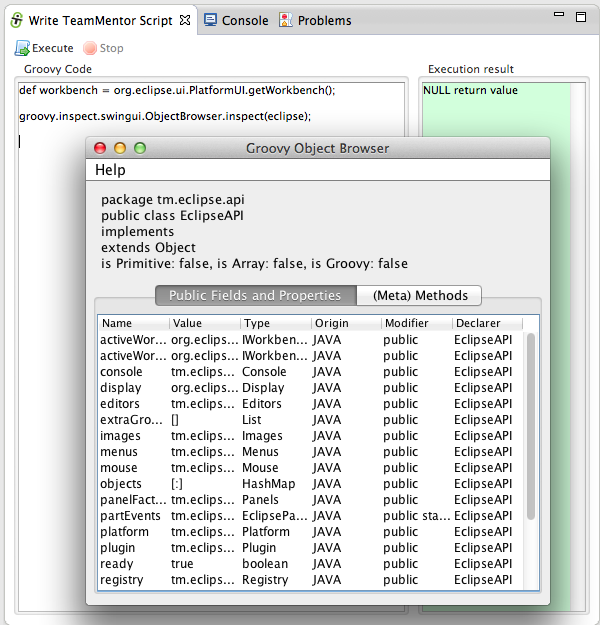 Write TeamMentor Script Console Problems
Execute Stop
Groovy Code Execution result
def workbench = org.eclipse.ui.PlatformUI.getWorkbench(); NULL return value
groovy.inspect.swingui.ObjectBrowser.inspect(eclipse);
Groovy Object Browser
Help
package tm.eclipse.api
public class EclipseAPI
implements
extends Object
is Primitive: false, is Array: false, is Groovy: false
Public Fields and Properties (Meta) Methods
Name Value Type Origin Modifier Declarer
activeWor... org.eclips... IWorkben... JAVA public EclipseAPI
activeWor... org.eclips... IWorkben... JAVA public EclipseAPI
console tm.eclips... Console JAVA public EclipseAPI
display org.eclips... Display JAVA public EclipseAPI
editors tm.eclips... Editors JAVA public EclipseAPI
extraGro... [] List JAVA public EclipseAPI
images tm.eclips... Images JAVA public EclipseAPI
menus tm.eclips... Menus JAVA public EclipseAPI
mouse tm.eclips... Mouse JAVA public EclipseAPI
objects [:] HashMap JAVA public EclipseAPI
panelFact... tm.eclips... Panels JAVA public EclipseAPI
partEvents tm.eclips... EclipsePa... JAVA public sta... EclipseAPI
platform tm.eclips... Platform JAVA public EclipseAPI
plugin tm.eclips... Plugin JAVA public EclipseAPI
ready true boolean JAVA public EclipseAPI
registry tm.eclips... Registry JAVA public EclipseAPI